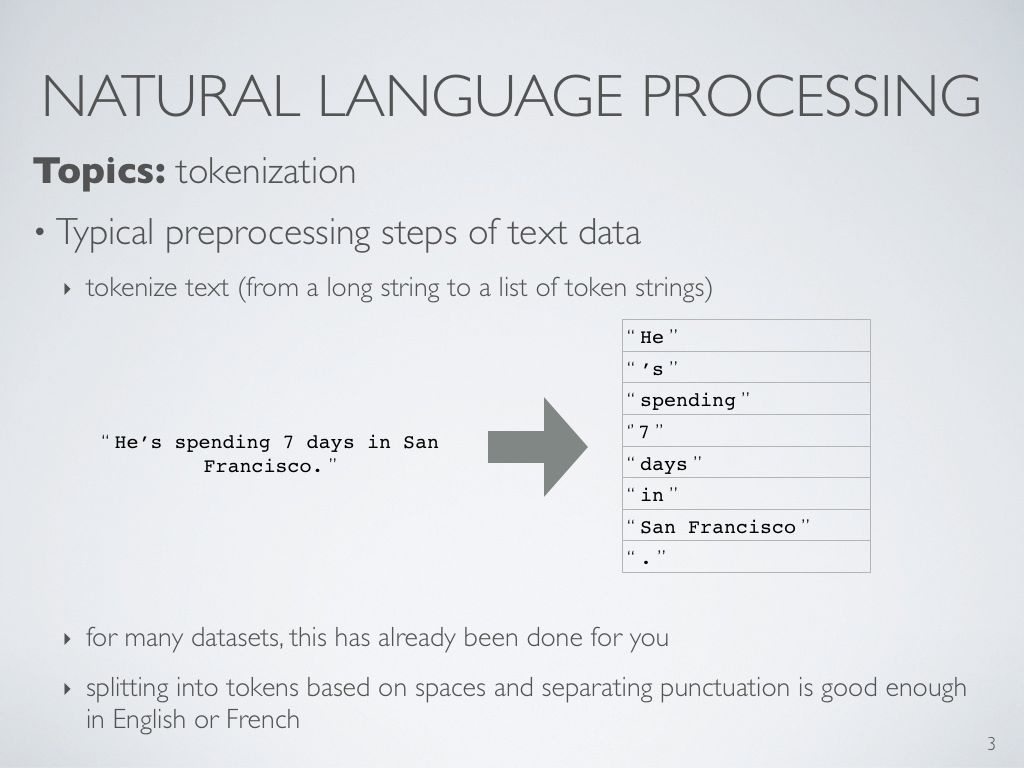 NATURAL LANGUAGE PROCESSING
Topics: tokenization
• Typical preprocessing steps of text data
‣ tokenize text (from a long string to a list of token strings)
“ He’s spending 7 days in San
Francisco. ”
“ He ”
“ ’s ”
“ spending ”
“ 7 ”
“ days ”
“ in ”
“ San Francisco ”
“ . ”
‣ for many datasets, this has already been done for you
‣ splitting into tokens based on spaces and separating punctuation is good enough
in English or French
3